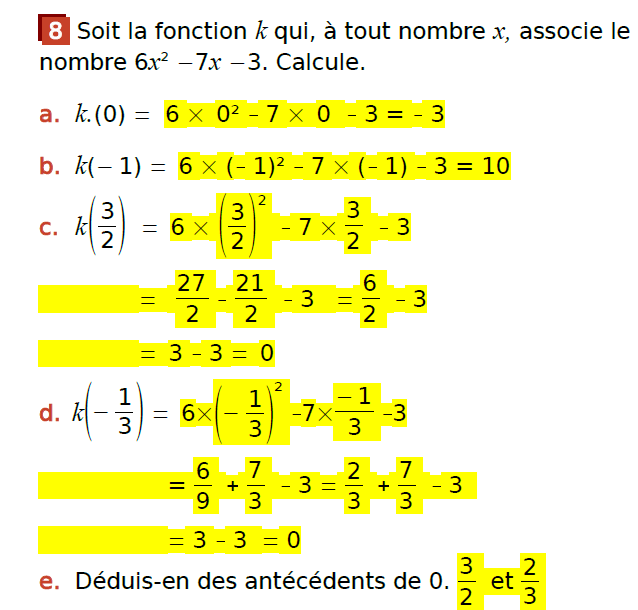 8 Soit la fonction k qui, à tout nombre x, associe le
nombre 6x² – 7x – 3. Calcule.
a. k.(0) = 6 × 0² – 7 × 0 – 3 = – 3
b. k(– 1) = 6 × (– 1)² – 7 × (– 1) – 3 = 10
c. k(3/2) = 6 × (3/2)² – 7 × 3/2 – 3
= 27/2 – 21/2 – 3 = 6/2 – 3
= 3 – 3 = 0
d. k(– 1/3) = 6×(– 1/3)² –7× –1/3 –3
= 6/9 + 7/3 – 3 = 2/3 + 7/3 – 3
= 3 – 3 = 0
e. Déduis-en des antécédents de 0. 3/2 et 2/3